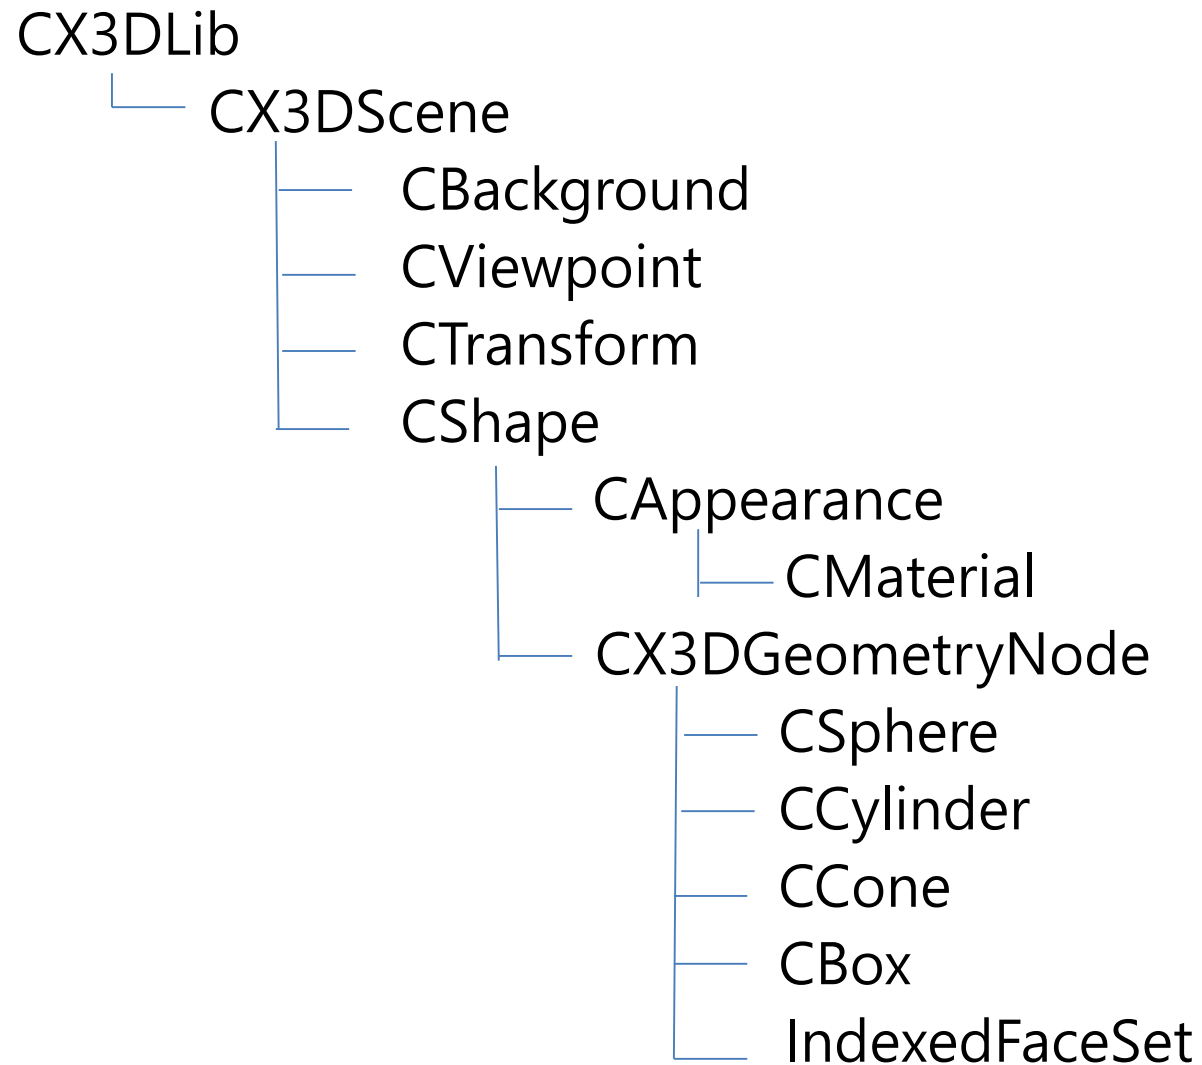 CX3DLib
CX3DScene
CBackground
CViewpoint
CTransform
CShape
CAppearance
CMaterial
CX3DGeometryNode
CSphere
CCylinder
CCone
CBox
IndexedFaceSet